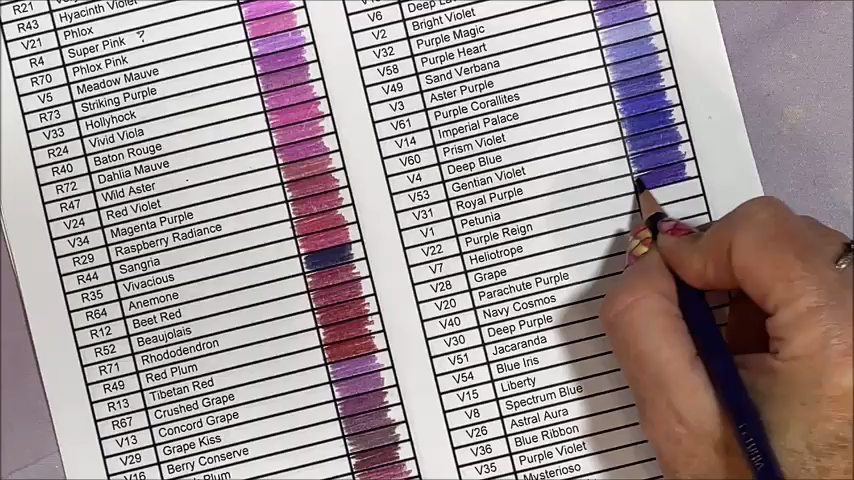 R21
R43 Hyacinth Violet
V21 Phlox
R4 Super Pink ?
R70 Phlox Pink
V5 Meadow Mauve
R73 Striking Purple
V33 Hollyhock
R24 Vivid Viola
R40 Baton Rouge
R72 Dahlia Mauve
R47 Wild Aster
V24 Red Violet
V34 Magenta Purple
R29 Raspberry Radiance
R44 Sangria
R35 Vivacious
R64 Anemone
R12 Beet Red
R52 Beaujolais
R71 Rhododendron
R49 Red Plum
R13 Tibetan Red
R67 Crushed Grape
V13 Concord Grape
V29 Grape Kiss
V16 Berry Conserve
Plum
V6 Deep
V2 Bright Violet
V32 Purple Magic
V58 Purple Heart
V49 Sand Verbana
V3 Aster Purple
V61 Purple Corallites
V14 Imperial Palace
V60 Prism Violet
V4 Deep Blue
V53 Gentian Violet
V31 Royal Purple
V1 Petunia
V22 Purple Reign
V7 Heliotrope
V28 Grape
V20 Parachute Purple
V40 Navy Cosmos
V30 Deep Purple
V51 Jacaranda
V54 Blue Iris
V15 Liberty
V8 Spectrum Blue
V26 Astral Aura
V36 Blue Ribbon
V35 Purple Violet
Mysterioso